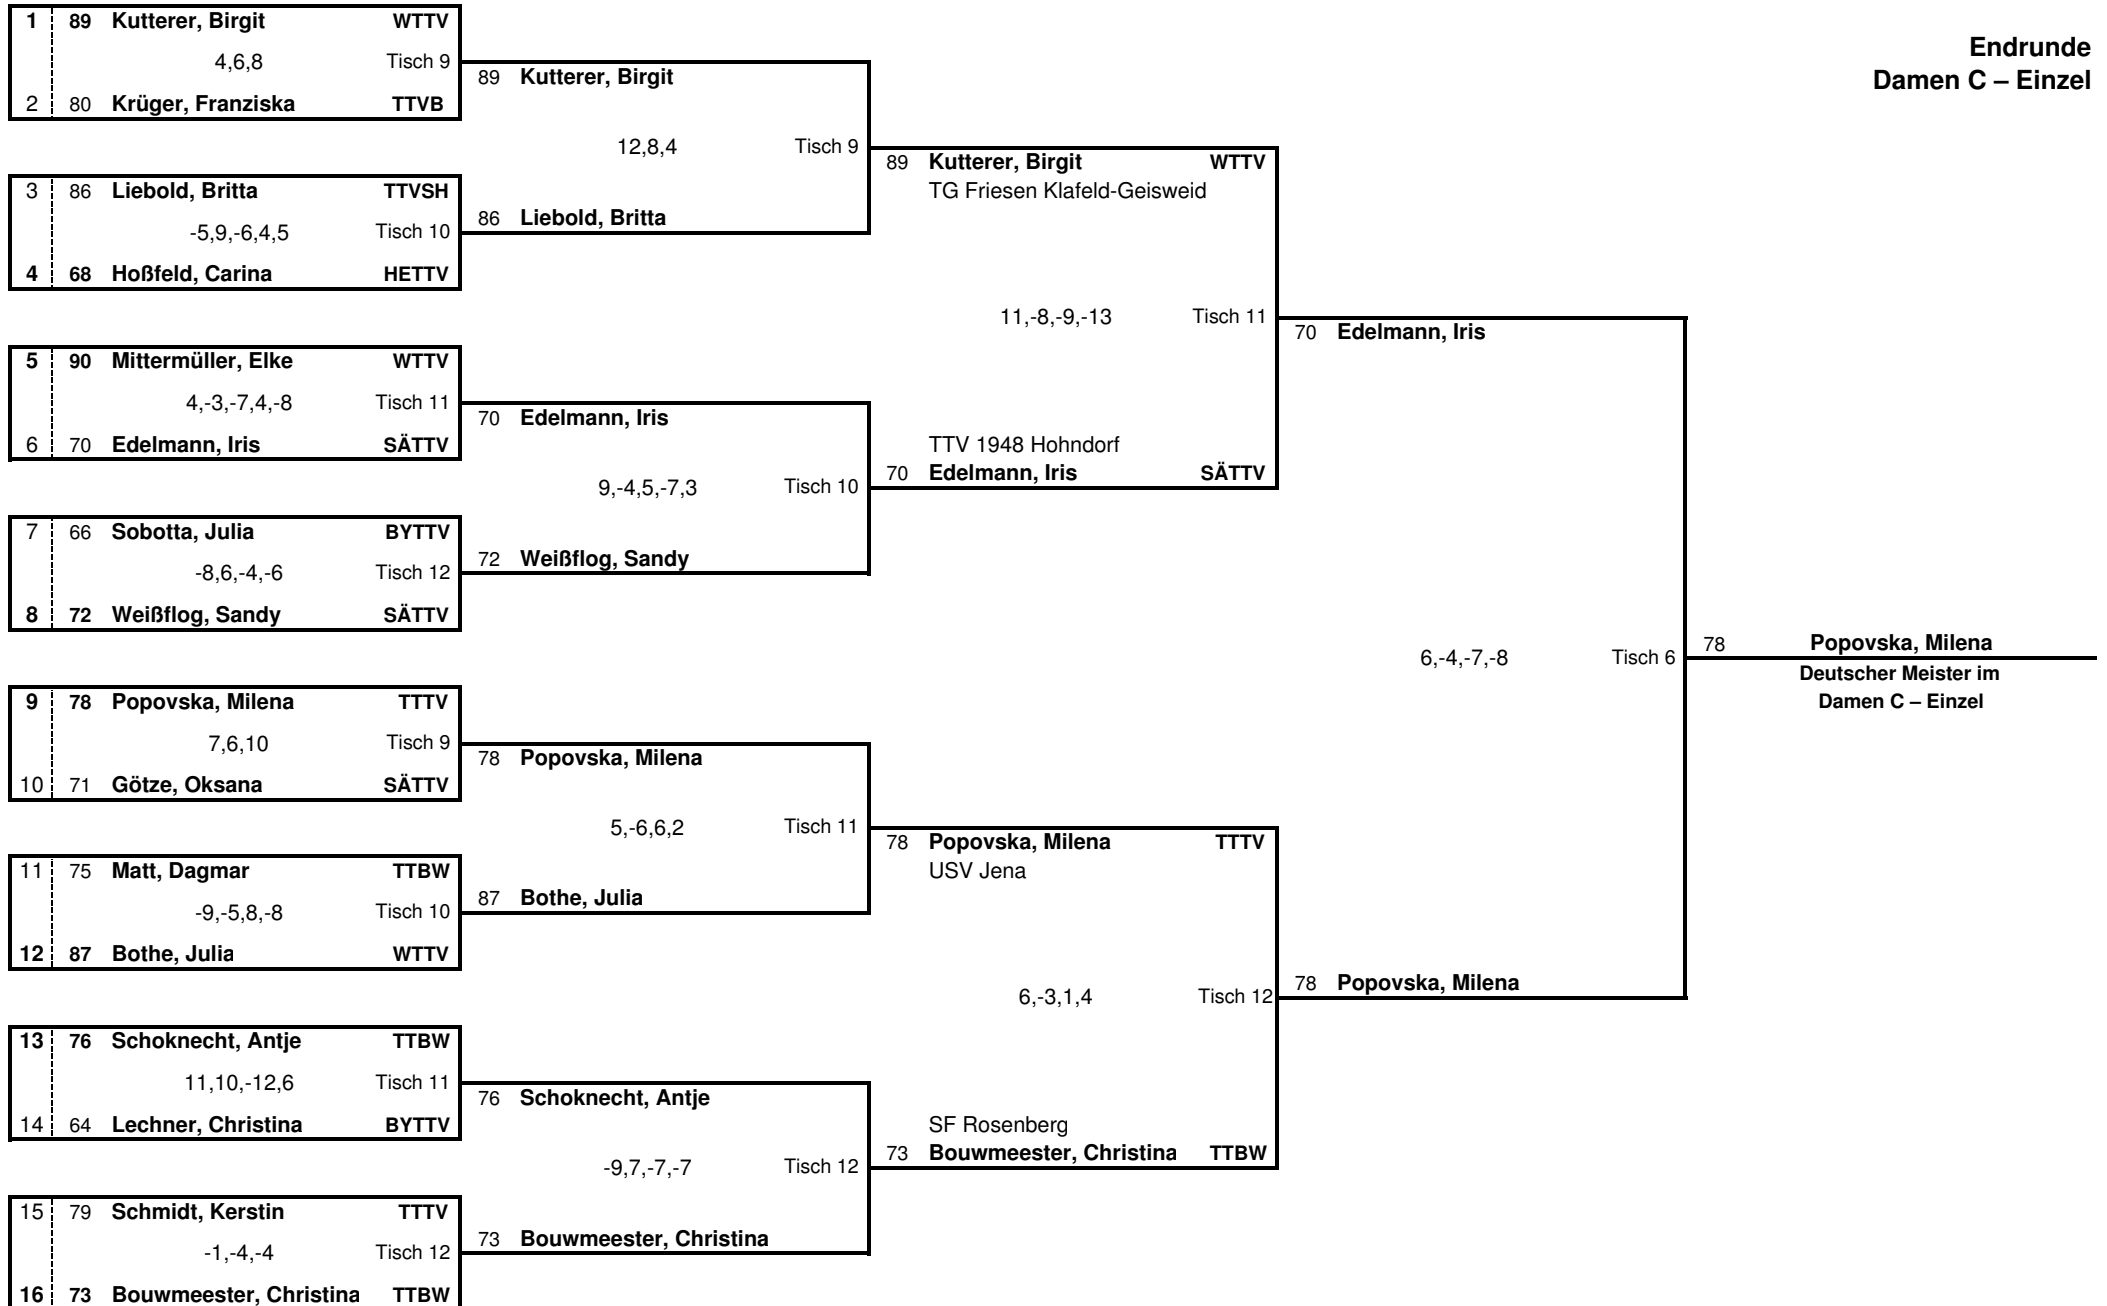 Endrunde
Damen C – Einzel
1 89 Kutterer, Birgit WTTV
4,6,8 Tisch 9
2 80 Krüger, Franziska TTVB
3 86 Liebold, Britta TTVSH
-5,9,-6,4,5 Tisch 10
4 68 Hoßfeld, Carina HETTV
5 90 Mittermüller, Elke WTTV
4,-3,-7,4,-8 Tisch 11
6 70 Edelmann, Iris SÄTTV
7 66 Sobotta, Julia BYTTV
-8,6,-4,-6 Tisch 12
8 72 Weißflog, Sandy SÄTTV
9 78 Popovska, Milena TTTV
7,6,10 Tisch 9
10 71 Götze, Oksana SÄTTV
11 75 Matt, Dagmar TTBW
-9,-5,8,-8 Tisch 10
12 87 Bothe, Julia WTTV
13 76 Schoknecht, Antje TTBW
11,10,-12,6 Tisch 11
14 64 Lechner, Christina BYTTV
15 79 Schmidt, Kerstin TTTV
-1,-4,-4 Tisch 12
16 73 Bouwmeester, Christina TTBW
89 Kutterer, Birgit
12,8,4 Tisch 9
86 Liebold, Britta
70 Edelmann, Iris
9,-4,5,-7,3 Tisch 10
72 Weißflog, Sandy
78 Popovska, Milena
5,-6,6,2 Tisch 11
87 Bothe, Julia
76 Schoknecht, Antje
-9,7,-7,-7 Tisch 12
73 Bouwmeester, Christina
89 Kutterer, Birgit WTTV
TG Friesen Klafeld-Geisweid
11,-8,-9,-13 Tisch 11
TTV 1948 Hohndorf
70 Edelmann, Iris SÄTTV
78 Popovska, Milena TTTV
USV Jena
6,-3,1,4 Tisch 12
SF Rosenberg
73 Bouwmeester, Christina TTBW
70 Edelmann, Iris
6,-4,-7,-8 Tisch 6
78 Popovska, Milena
78 Popovska, Milena
Deutscher Meister im
Damen C – Einzel